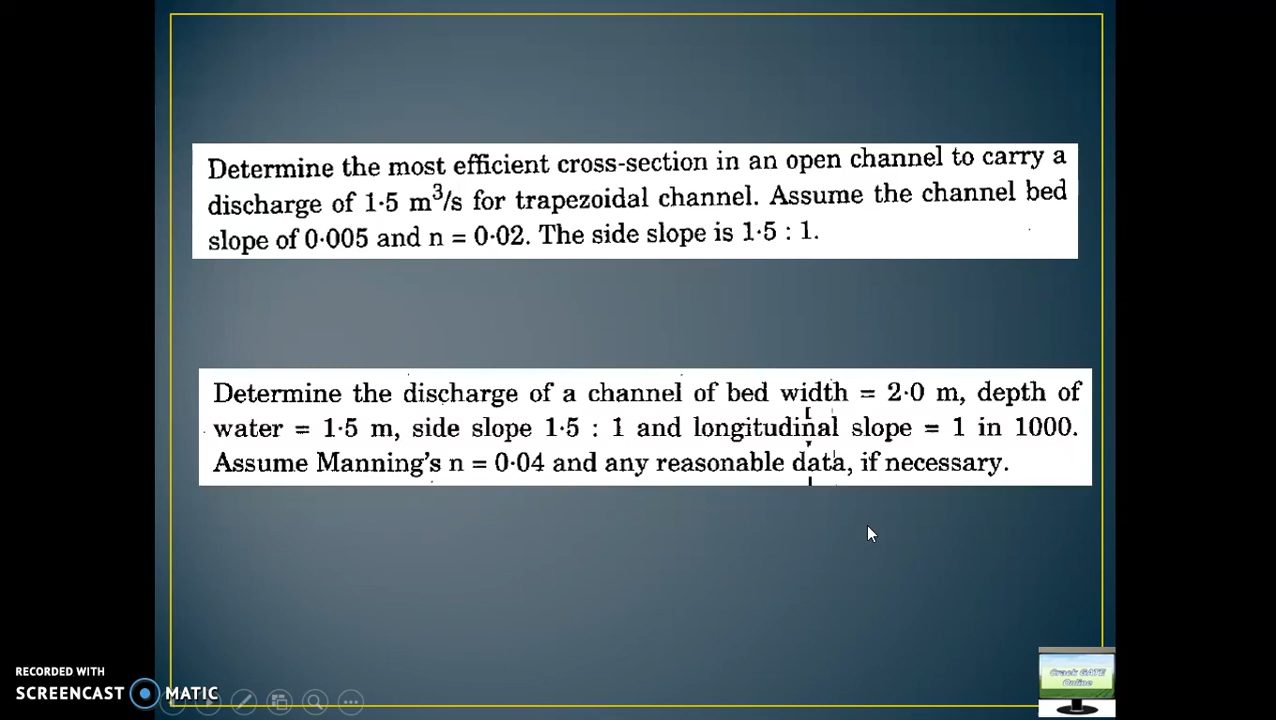 Determine the most efficient cross-section in an open channel to carry a
discharge of 1·5 m³/s for trapezoidal channel. Assume the channel bed
slope of 0·005 and n = 0·02. The side slope is 1·5 : 1.
Determine the discharge of a channel of bed width = 2·0 m, depth of
water = 1·5 m, side slope 1·5 : 1 and longitudinal slope = 1 in 1000.
Assume Manning's n = 0·04 and any reasonable data, if necessary.
RECORDED WITH
SCREENCAST MATIC
Crack GATE
Online